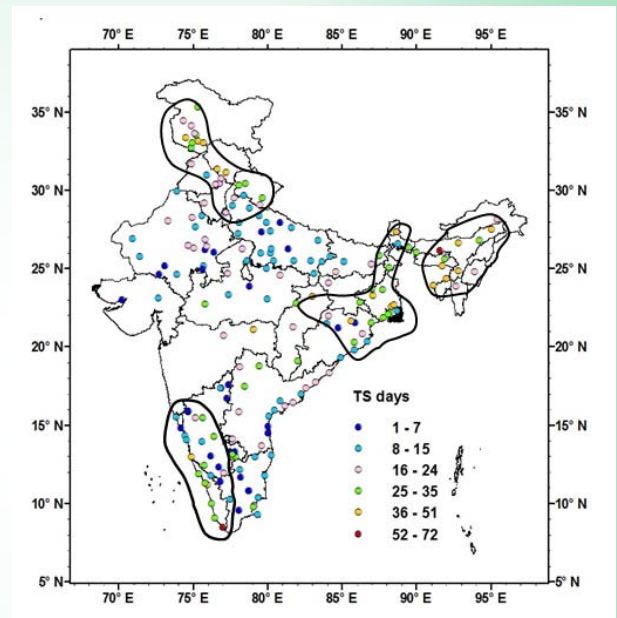 70° E 75° E 80° E 85° E 90° E 95° E
35° N 35° N
30° N 30° N
25° N 25° N
20° N 20° N
15° N 15° N
10° N 10° N
5° N 5° N
TS days
1 - 7
8 - 15
16 - 24
25 - 35
36 - 51
52 - 72
70° E 75° E 80° E 85° E 90° E 95° E